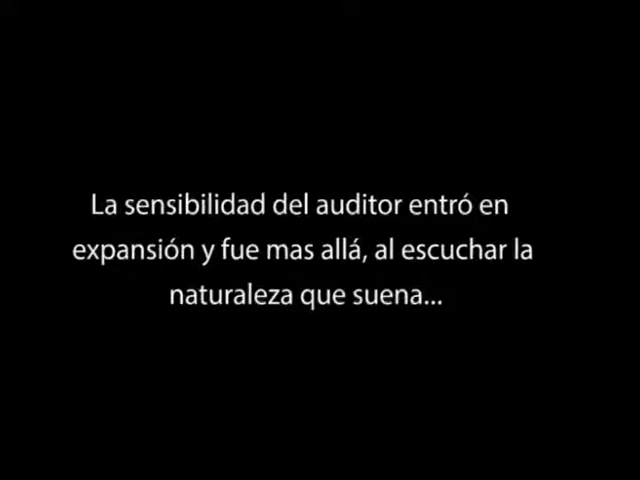 La sensibilidad del auditor entró en
expansión y fue mas allá, al escuchar la
naturaleza que suena...